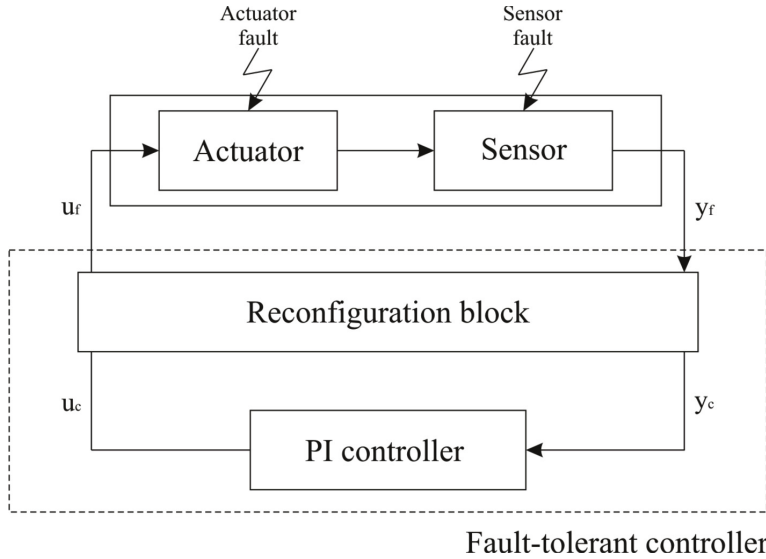 Actuator
fault
Sensor
fault
Actuator
Sensor
uf
yf
Reconfiguration block
uc
yc
PI controller
Fault-tolerant controller